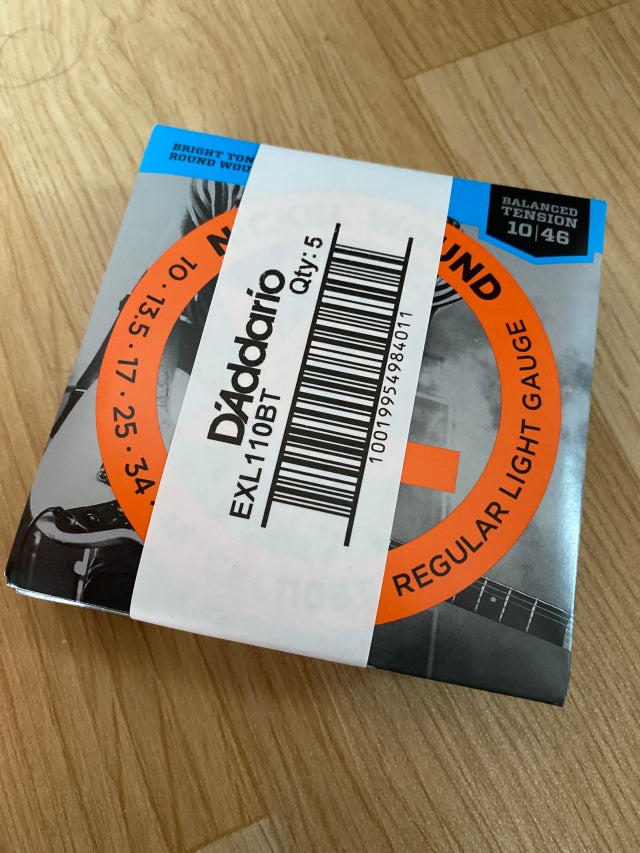 BRIGHT TON
ROUND WOU
BALANCED
TENSION
10|46
N
UND
10 · 13.5 · 17 · 25 · 34 ·
REGULAR LIGHT GAUGE
D'Addario
Qty: 5
EXL110BT
10019954984011